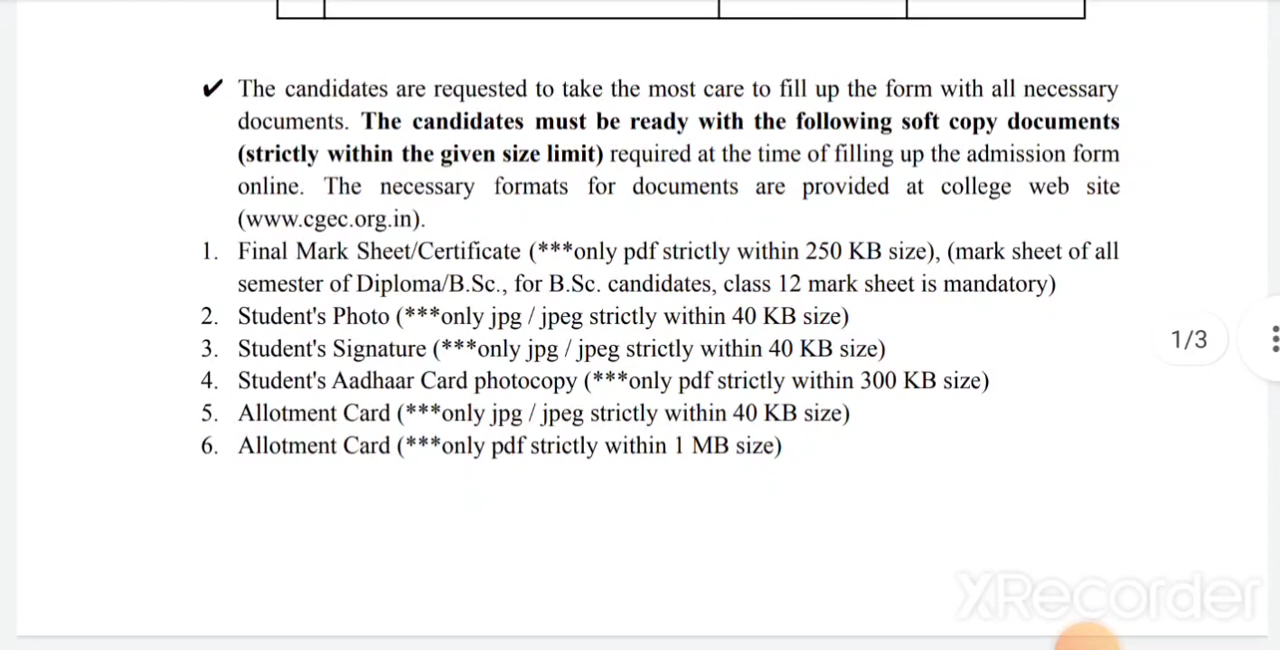 ✔ The candidates are requested to take the most care to fill up the form with all necessary
documents. The candidates must be ready with the following soft copy documents
(strictly within the given size limit) required at the time of filling up the admission form
online. The necessary formats for documents are provided at college web site
(www.cgec.org.in).
1. Final Mark Sheet/Certificate (***only pdf strictly within 250 KB size), (mark sheet of all
semester of Diploma/B.Sc., for B.Sc. candidates, class 12 mark sheet is mandatory)
2. Student's Photo (***only jpg / jpeg strictly within 40 KB size)
3. Student's Signature (***only jpg / jpeg strictly within 40 KB size)
1/3
4. Student's Aadhaar Card photocopy (***only pdf strictly within 300 KB size)
5. Allotment Card (***only jpg / jpeg strictly within 40 KB size)
6. Allotment Card (***only pdf strictly within 1 MB size)
XRecorder